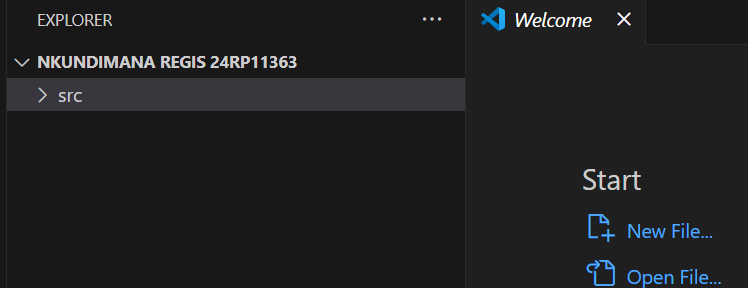 EXPLORER
Welcome
NKUNDIMANA REGIS 24RP11363
src
Start
New File...
Open File...